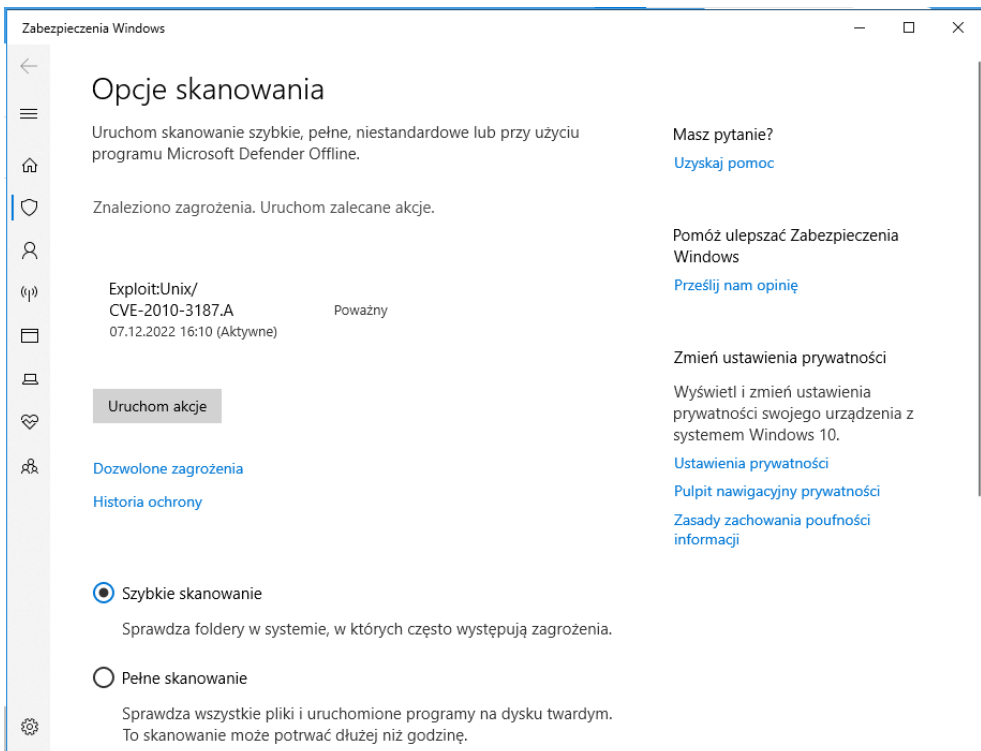 Zabezpieczenia Windows
Opcje skanowania
Uruchom skanowanie szybkie, pełne, niestandardowe lub przy użyciu
programu Microsoft Defender Offline.
Znaleziono zagrożenia. Uruchom zalecane akcje.
Exploit:Unix/
CVE-2010-3187.A
Poważny
07.12.2022 16:10 (Aktywne)
Uruchom akcje
Dozwolone zagrożenia
Historia ochrony
Szybkie skanowanie
Sprawdza foldery w systemie, w których często występują zagrożenia.
Pełne skanowanie
Sprawdza wszystkie pliki i uruchomione programy na dysku twardym.
To skanowanie może potrwać dłużej niż godzinę.
Masz pytanie?
Uzyskaj pomoc
Pomóż ulepszać Zabezpieczenia
Windows
Prześlij nam opinię
Zmień ustawienia prywatności
Wyświetl i zmień ustawienia
prywatności swojego urządzenia z
systemem Windows 10.
Ustawienia prywatności
Pulpit nawigacyjny prywatności
Zasady zachowania poufności
informacji